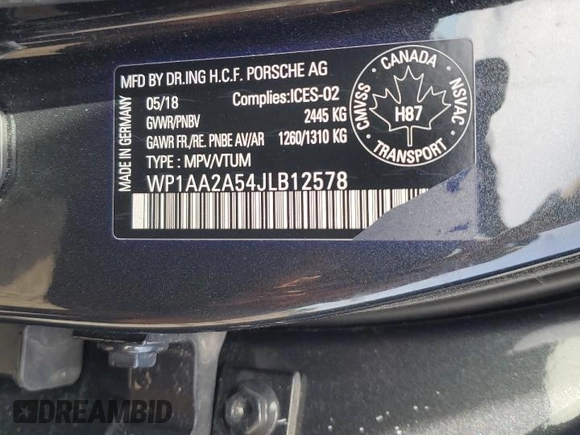 MFD BY DR.ING H.C.F. PORSCHE AG
05/18 Complies:ICES-02
GVWR/PNBV 2445 KG
GAWR FR./RE. PNBE AV/AR 1260/1310 KG
TYPE : MPV/VTUM
WP1AA2A54JLB12578
MADE IN GERMANY
CANADA
CMVSS
NSVAC
H87
TRANSPORT
DREAMBID